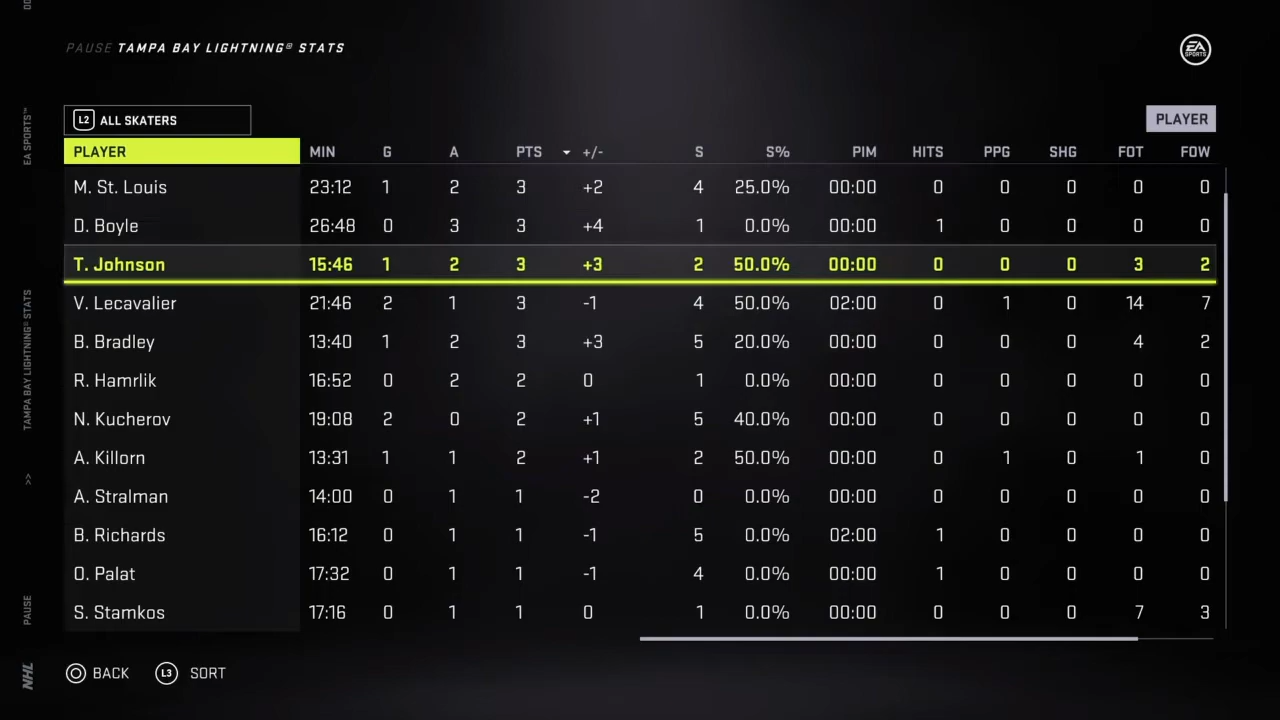 PAUSE TAMPA BAY LIGHTNING® STATS
EA SPORTS
L2 ALL SKATERS
PLAYER
PLAYER MIN G A PTS +/- S S% PIM HITS PPG SHG FOT FOW
M. St. Louis 23:12 1 2 3 +2 4 25.0% 00:00 0 0 0 0 0
D. Boyle 26:48 0 3 3 +4 1 0.0% 00:00 1 0 0 0 0
T. Johnson 15:46 1 2 3 +3 2 50.0% 00:00 0 0 0 3 2
V. Lecavalier 21:46 2 1 3 -1 4 50.0% 02:00 0 1 0 14 7
B. Bradley 13:40 1 2 3 +3 5 20.0% 00:00 0 0 0 4 2
R. Hamrlik 16:52 0 2 2 0 1 0.0% 00:00 0 0 0 0 0
N. Kucherov 19:08 2 0 2 +1 5 40.0% 00:00 0 0 0 0 0
A. Killorn 13:31 1 1 2 +1 2 50.0% 00:00 0 1 0 1 0
A. Stralman 14:00 0 1 1 -2 0 0.0% 00:00 0 0 0 0 0
B. Richards 16:12 0 1 1 -1 5 0.0% 02:00 1 0 0 0 0
O. Palat 17:32 0 1 1 -1 4 0.0% 00:00 1 0 0 0 0
S. Stamkos 17:16 0 1 1 0 1 0.0% 00:00 0 0 0 7 3
BACK L3 SORT
NHL PAUSE >> TAMPA BAY LIGHTNING® STATS EA SPORTS™